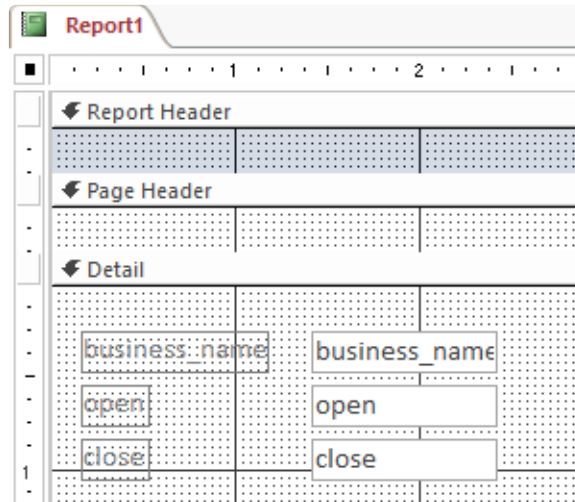 Report1
1 2
Report Header
Page Header
Detail
business_name business_name
open open
close close
1